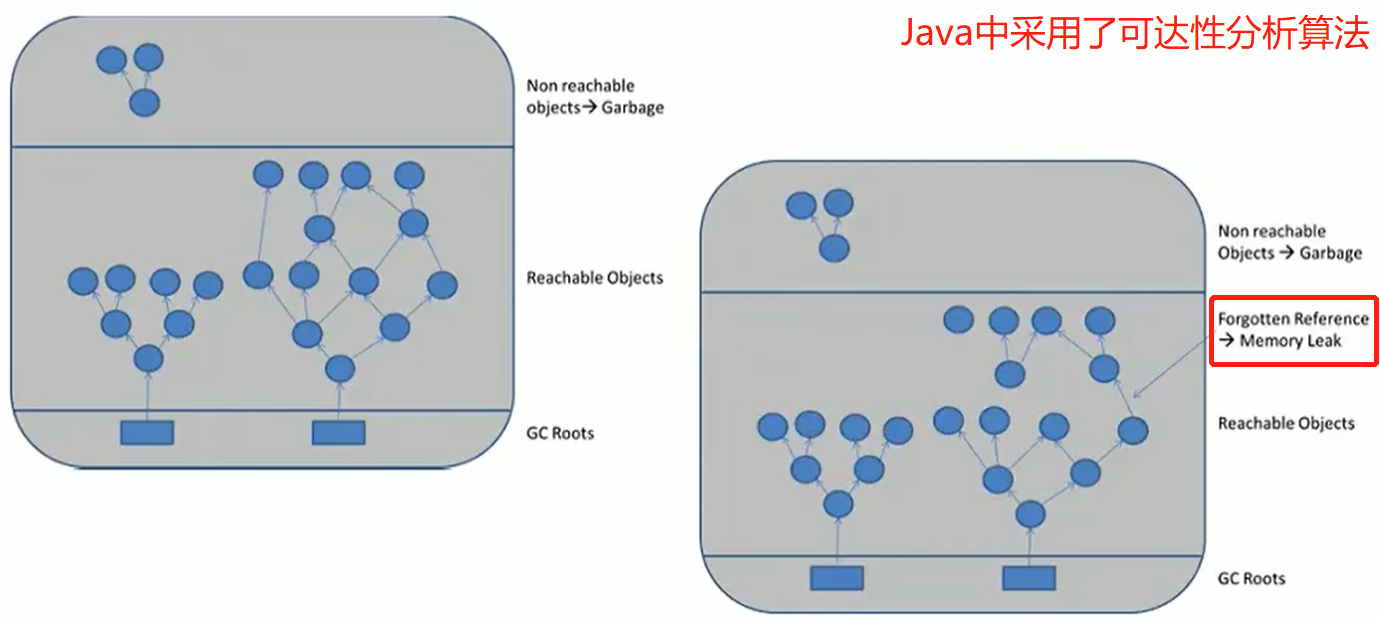 Java中采用了可达性分析算法
Non reachable
objects→ Garbage
Reachable Objects
GC Roots
Non reachable
Objects → Garbage
Forgotten Reference
→ Memory Leak
Reachable Objects
GC Roots